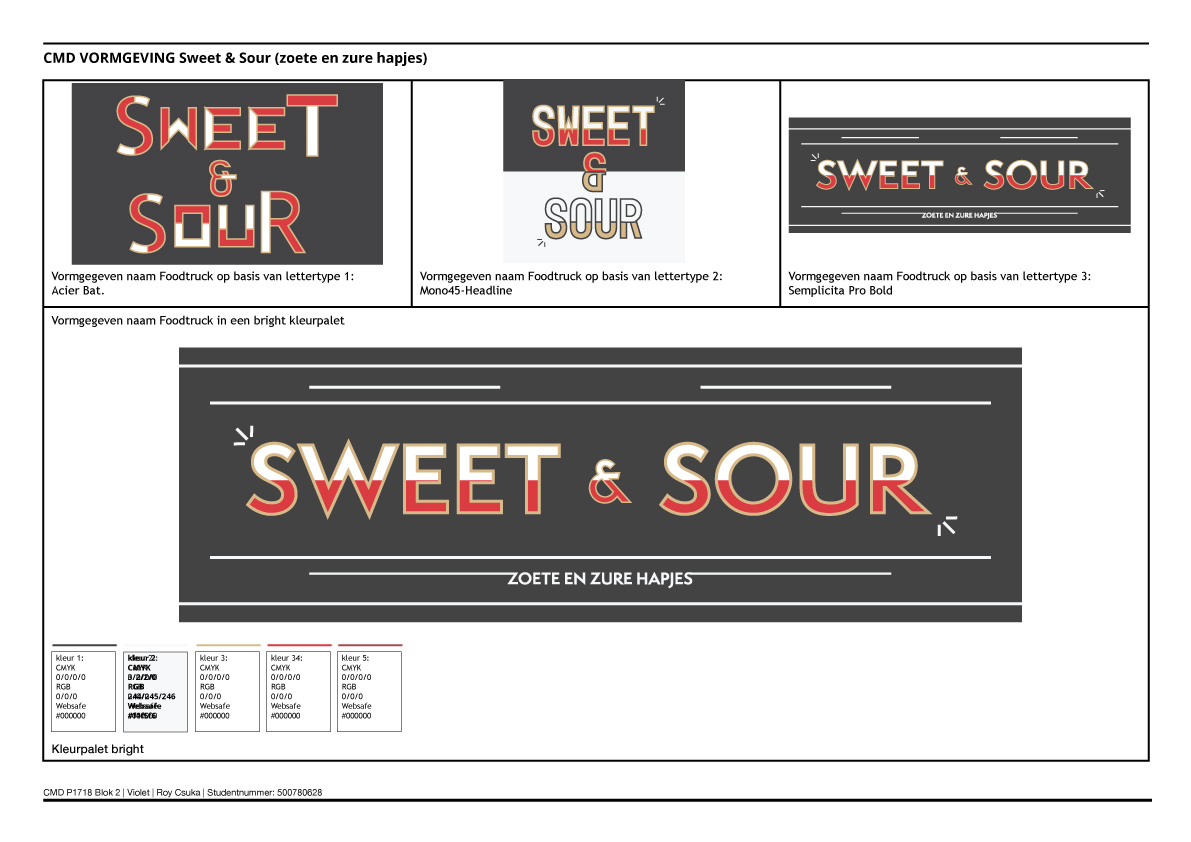 CMD VORMGEVING Sweet & Sour (zoete en zure hapjes)
SWEET
&
SOUR
Vormgegeven naam Foodtruck op basis van lettertype 1:
Acier Bat.
SWEET
&
SOUR
Vormgegeven naam Foodtruck op basis van lettertype 2:
Mono45-Headline
SWEET & SOUR
ZOETE EN ZURE HAPJES
Vormgegeven naam Foodtruck op basis van lettertype 3:
Semplicita Pro Bold
Vormgegeven naam Foodtruck in een bright kleurpalet
SWEET & SOUR
ZOETE EN ZURE HAPJES
kleur 1:
CMYK
0/0/0/0
RGB
0/0/0
Websafe
#000000
kleur 2:
CMYK
RGB
Websafe
kleur 3:
CMYK
0/0/0/0
RGB
0/0/0
Websafe
#000000
kleur 34:
CMYK
0/0/0/0
RGB
0/0/0
Websafe
#000000
kleur 5:
CMYK
0/0/0/0
RGB
0/0/0
Websafe
#000000
Kleurpalet bright
CMD P1718 Blok 2 | Violet | Roy Csuka | Studentnummer: 500780628